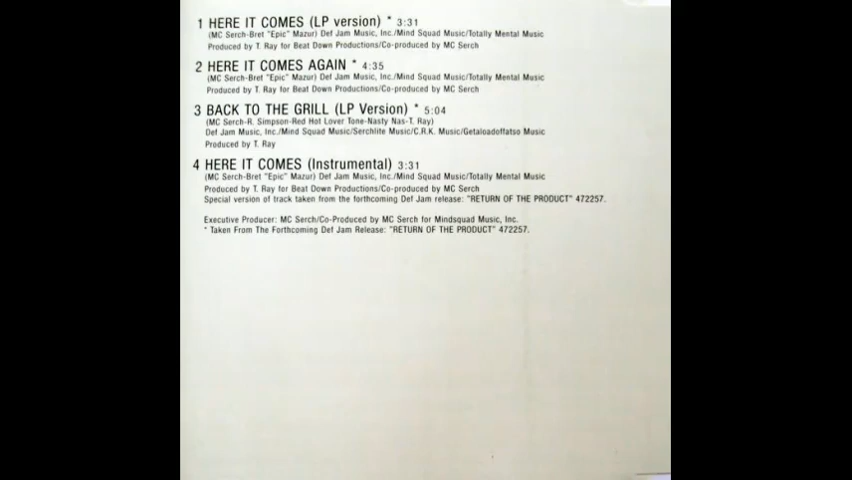 1 HERE IT COMES (LP version) * 3:31
(MC Serch-Bret "Epic" Mazur) Def Jam Music, Inc./Mind Squad Music/Totally Mental Music
Produced by T. Ray for Beat Down Productions/Co-produced by MC Serch
2 HERE IT COMES AGAIN * 4:35
(MC Serch-Bret "Epic" Mazur) Def Jam Music, Inc./Mind Squad Music/Totally Mental Music
Produced by T. Ray for Beat Down Productions/Co-produced by MC Serch
3 BACK TO THE GRILL (LP Version) * 5:04
(MC Serch-R. Simpson-Red Hot Lover Tone-Nasty Nas-T. Ray)
Def Jam Music, Inc./Mind Squad Music/Serchlite Music/C.R.K. Music/Getaloadoffatso Music
Produced by T. Ray
4 HERE IT COMES (Instrumental) 3:31
(MC Serch-Bret "Epic" Mazur) Def Jam Music, Inc./Mind Squad Music/Totally Mental Music
Produced by T. Ray for Beat Down Productions/Co-produced by MC Serch
Special version of track taken from the forthcoming Def Jam release: "RETURN OF THE PRODUCT" 472257.
Executive Producer: MC Serch/Co-Produced by MC Serch for Mindsquad Music, Inc.
* Taken From The Forthcoming Def Jam Release: "RETURN OF THE PRODUCT" 472257.